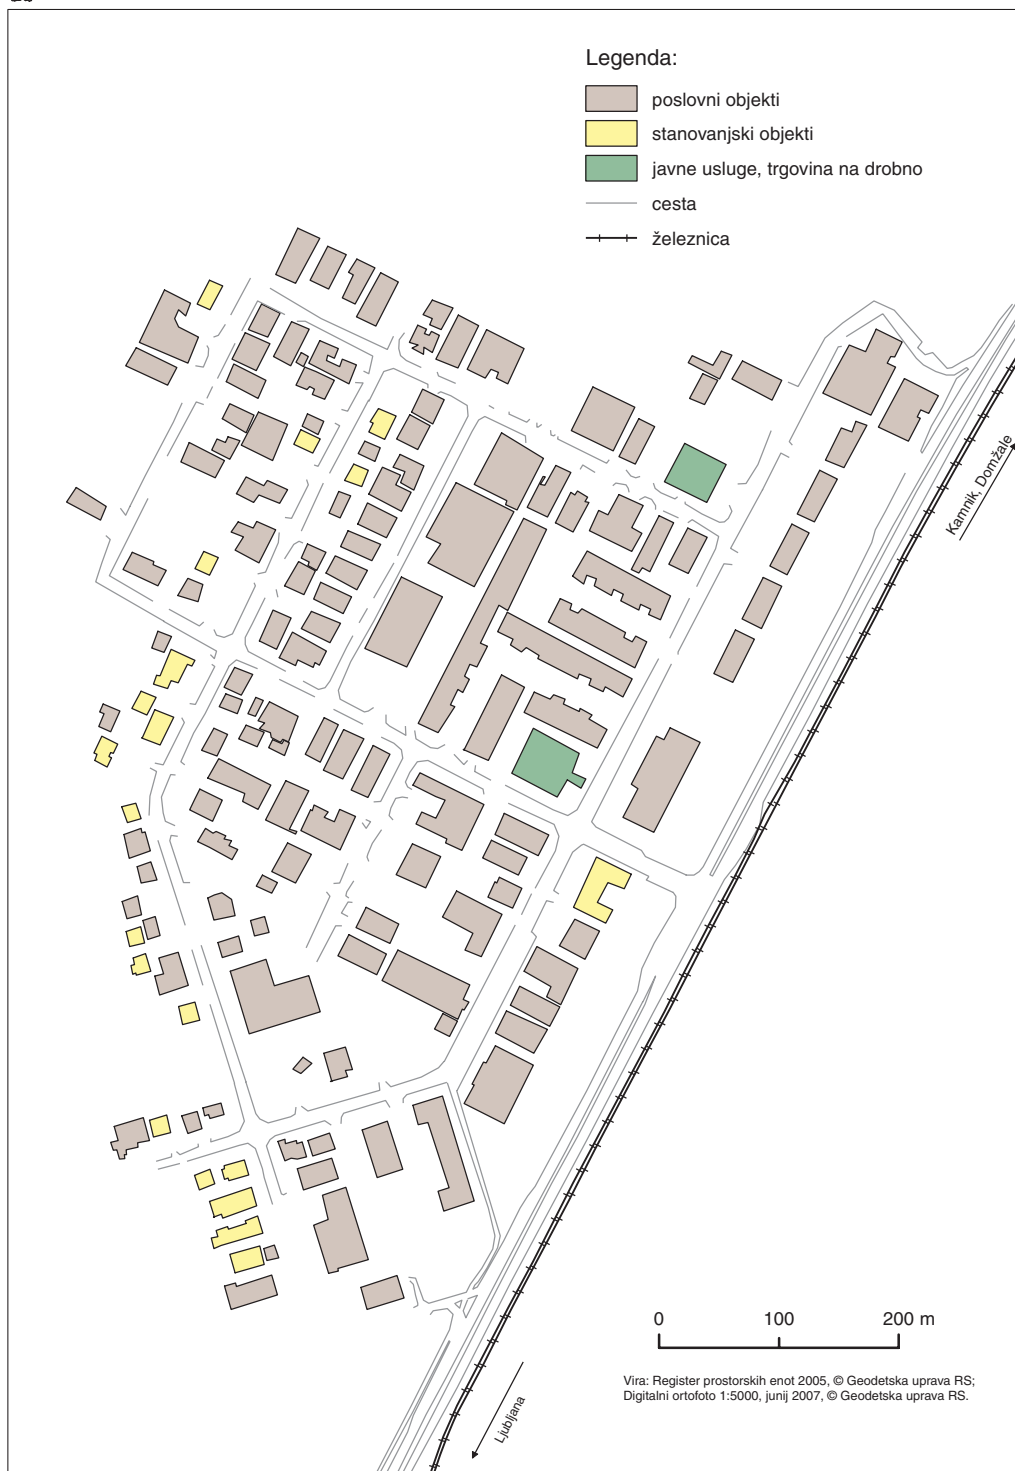 Legenda:
poslovni objekti
stanovanjski objekti
javne usluge, trgovina na drobno
cesta
železnica
Kamnik, Domžale
0 100 200 m
Vira: Register prostorskih enot 2005, © Geodetska uprava RS;
Digitalni ortofoto 1:5000, junij 2007, © Geodetska uprava RS.
Ljubljana